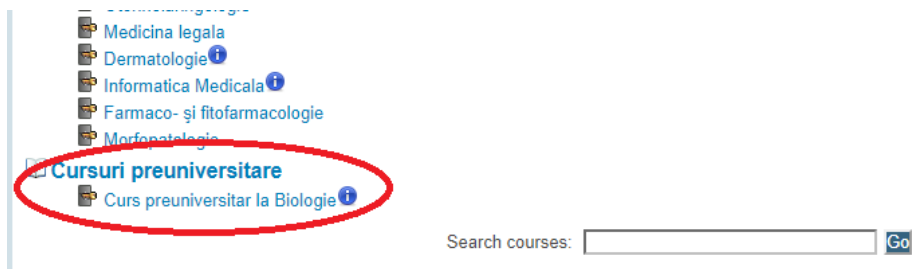 Medicina legala
Dermatologie
Informatica Medicala
Farmaco- și fitofarmacologie
Morfopatologie
Cursuri preuniversitare
Curs preuniversitar la Biologie
Search courses: Go